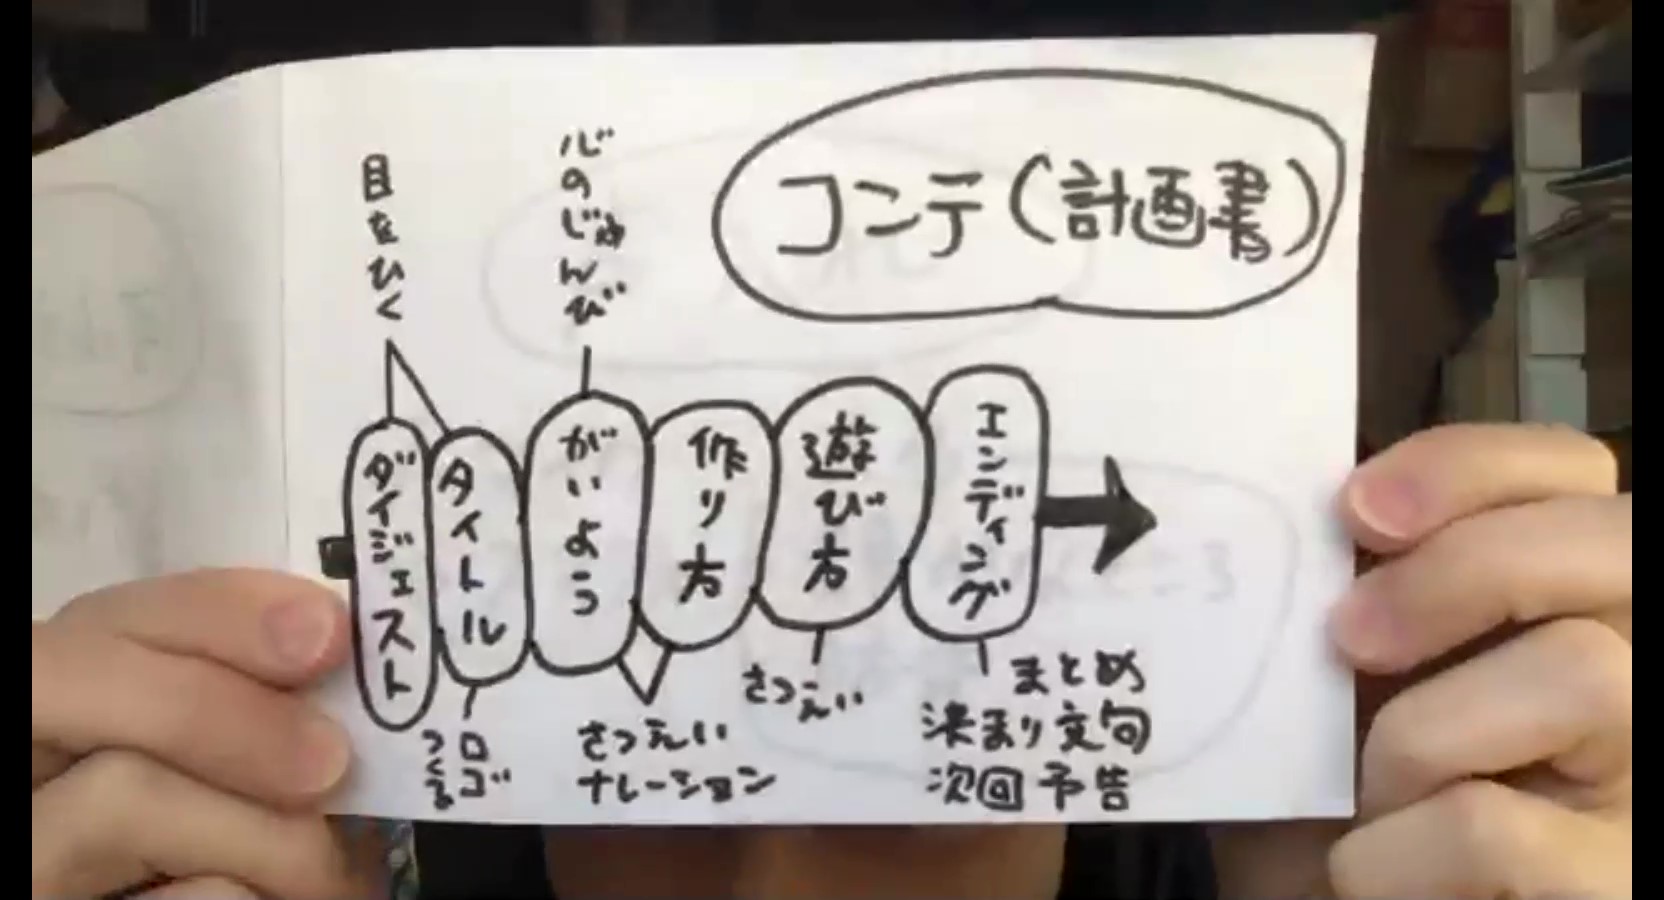 コンテ(計画書)
目をひく
心のじゅんび
ダイジェスト
タイトル
がいよう
作り方
遊び方
エンディング
ロゴ
つくる
さつえい
ナレーション
さつえい
まとめ
決まり文句
次回予告